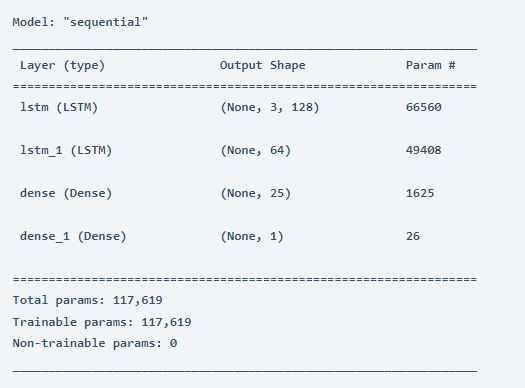 Model: "sequential"
_________________________________________________________________
Layer (type) Output Shape Param #
=================================================================
lstm (LSTM) (None, 3, 128) 66560
lstm_1 (LSTM) (None, 64) 49408
dense (Dense) (None, 25) 1625
dense_1 (Dense) (None, 1) 26
=================================================================
Total params: 117,619
Trainable params: 117,619
Non-trainable params: 0
_________________________________________________________________